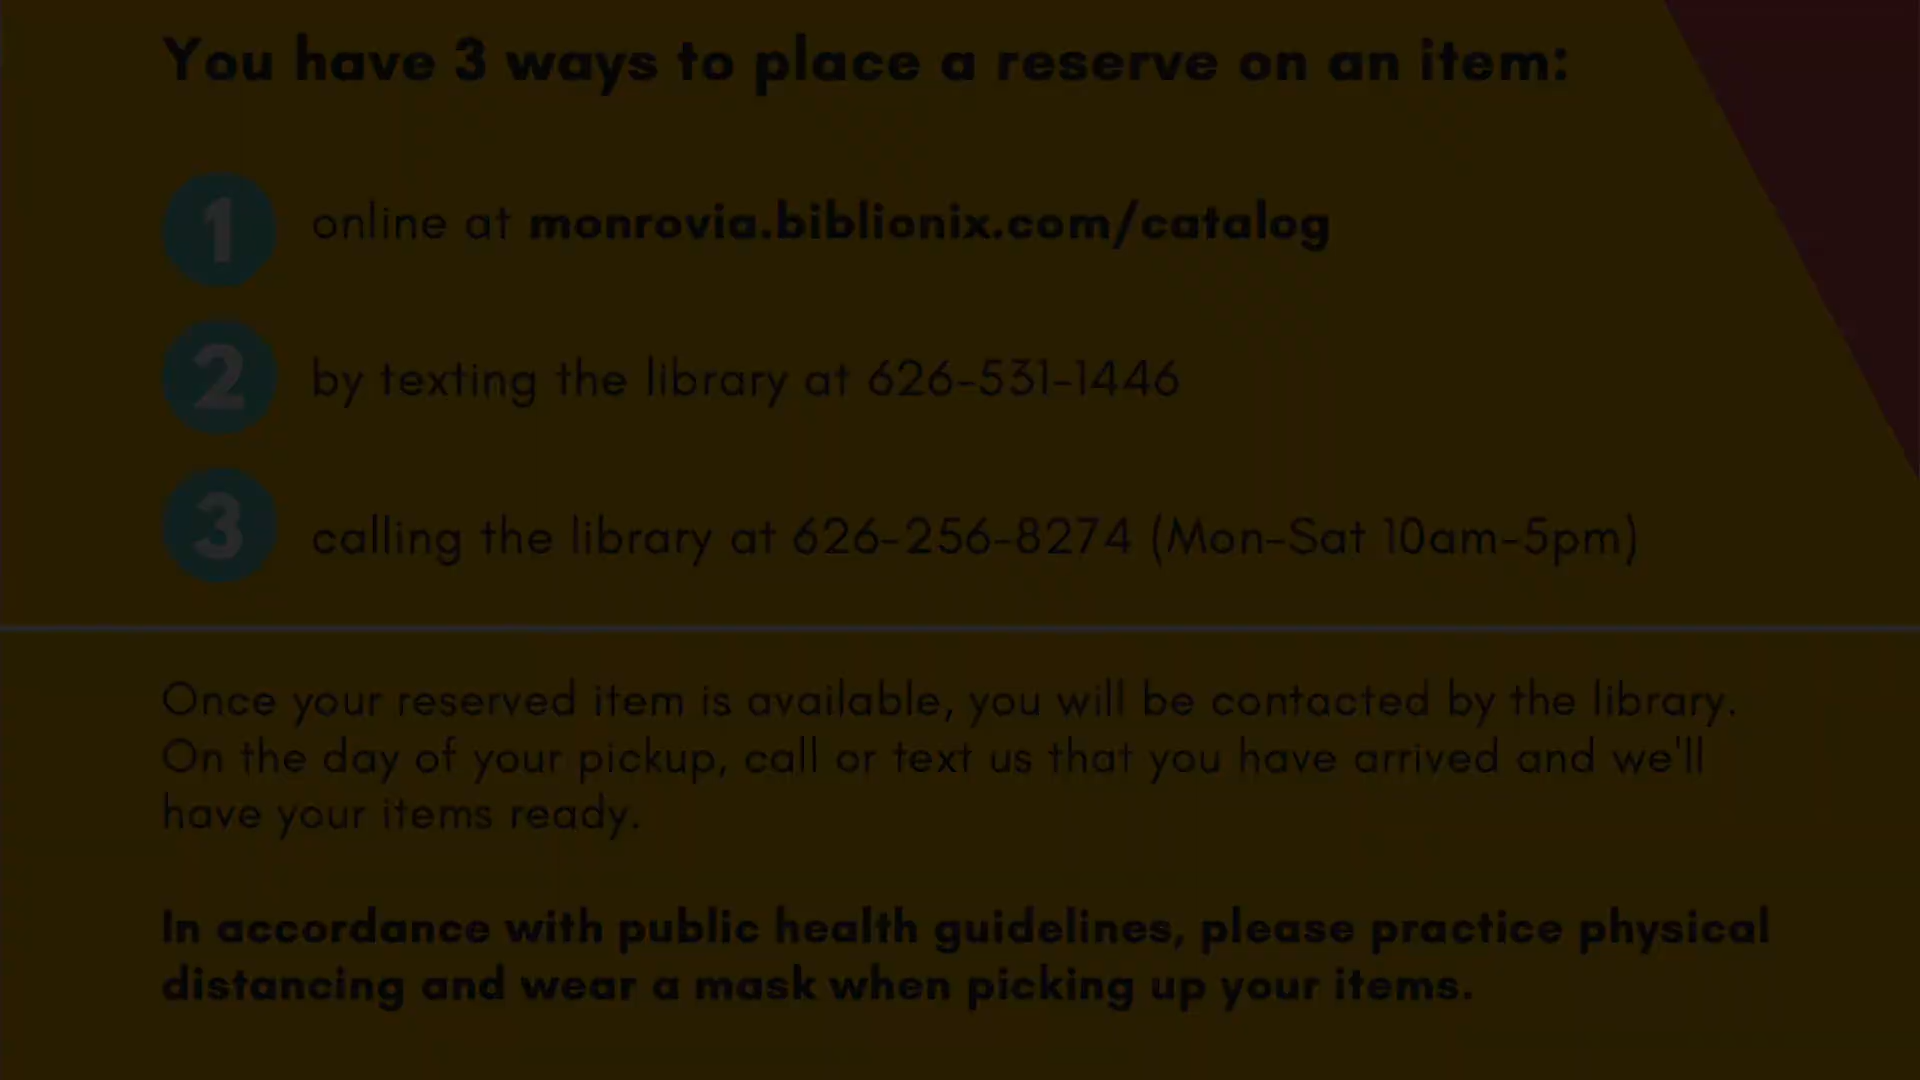 You have 3 ways to place a reserve on an item:
1 online at monrovia.biblionix.com/catalog
2 by texting the library at 626-531-1446
3 calling the library at 626-256-8274 (Mon-Sat 10am-5pm)
Once your reserved item is available, you will be contacted by the library.
On the day of your pickup, call or text us that you have arrived and we'll
have your items ready.
In accordance with public health guidelines, please practice physical
distancing and wear a mask when picking up your items.